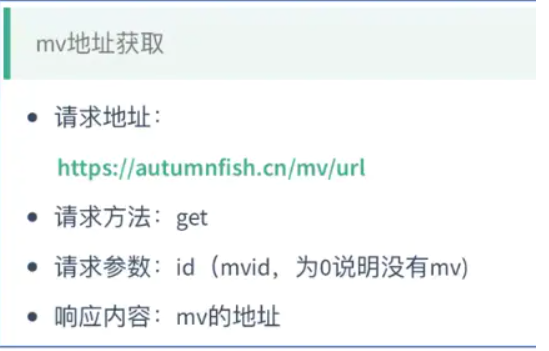 mv地址获取
请求地址：
https://autumnfish.cn/mv/url
请求方法：get
请求参数：id（mvid，为0说明没有mv)
响应内容：mv的地址